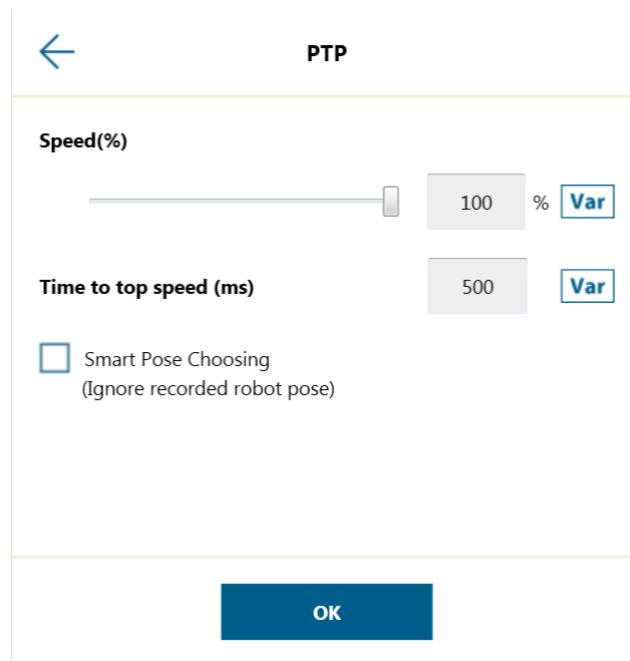 PTP
Speed(%)
100 % Var
Time to top speed (ms) 500 Var
Smart Pose Choosing
(Ignore recorded robot pose)
OK